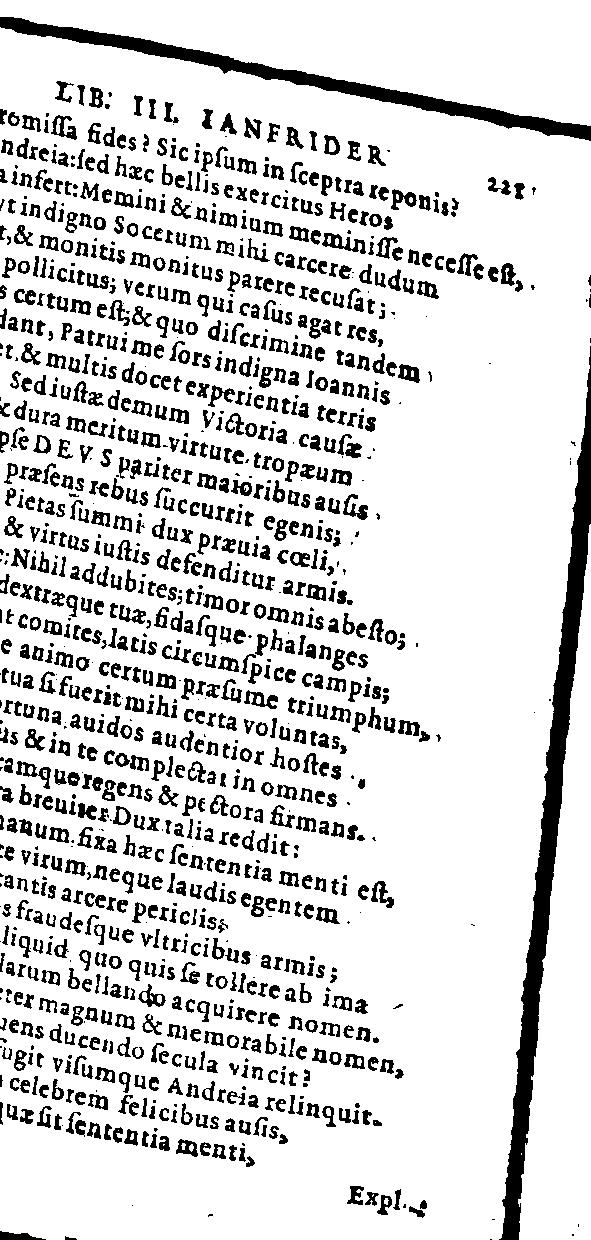 LIB. III. IANFRIDER 221
romiſſa fides? Sic ipſum in ſceptra reponis?
ndreia:ſed hæc bellis exercitus Heros
a infert: Memini & nimium meminiſſe neceſſe eſt,
vt indigno Socerum mihi carcere dudum
t,& monitis monitus parere recuſat;
pollicitus; verum qui caſus agat res,
s certum eſt;& quo diſcrimine tandem
dant, Patrui me ſors indigna Ioannis
et & multis docet experientia terris
Sed iuſtæ demum Victoria cauſæ
& dura meritum virtute tropæum
pſe DEVS pariter maioribus auſis
præſens rebus ſuccurrit egenis;
Pietas ſummi dux præuia cœli,
& virtus iuſtis defenditur armis.
:Nihil addubites;timor omnis abeſto;
dextræque tuæ,fidaſque phalanges
nt comites,latis circumſpice campis;
e animo certum præſume triumphum,
tua ſi fuerit mihi certa voluntas,
ortuna auidos audentior hoſtes
us & in te complectat in omnes
camque regens & pectora firmans.
ra breuiter Dux talia reddit:
manum fixa hæc ſententia menti eſt,
te virum,neque laudis egentem
tantis arcere periclis;
s fraudeſque vltricibus armis;
liquid quo quis ſe tollere ab ima
larum bellando acquirere nomen.
ter magnum & memorabile nomen,
uens ducendo ſecula vincit?
fugit viſumque Andreia relinquit.
celebrem felicibus auſis,
quæ ſit ſententia menti,
Expl.